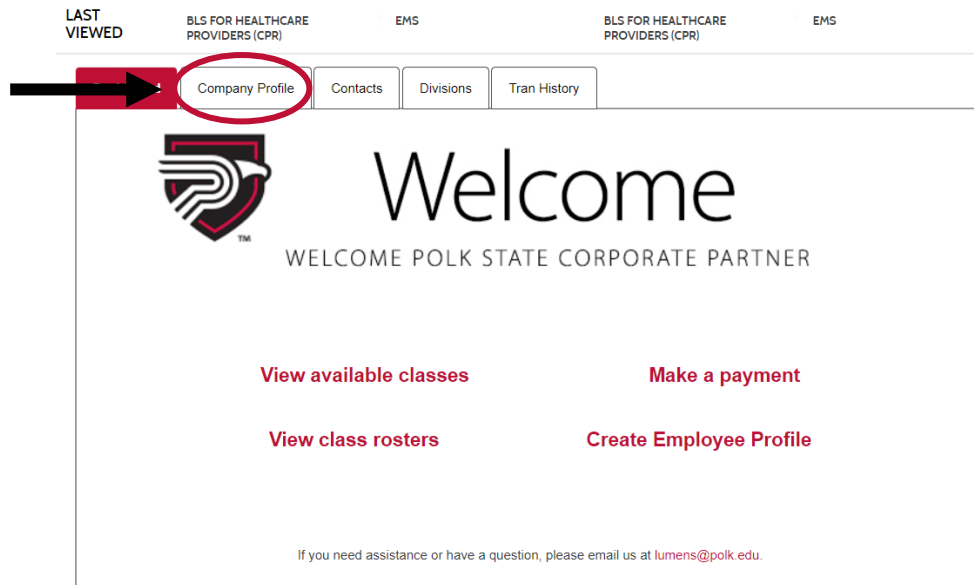 LAST VIEWED
BLS FOR HEALTHCARE PROVIDERS (CPR)
EMS
BLS FOR HEALTHCARE PROVIDERS (CPR)
EMS
Company Profile
Contacts
Divisions
Tran History
Welcome
TM
WELCOME POLK STATE CORPORATE PARTNER
View available classes
Make a payment
View class rosters
Create Employee Profile
If you need assistance or have a question, please email us at lumens@polk.edu.